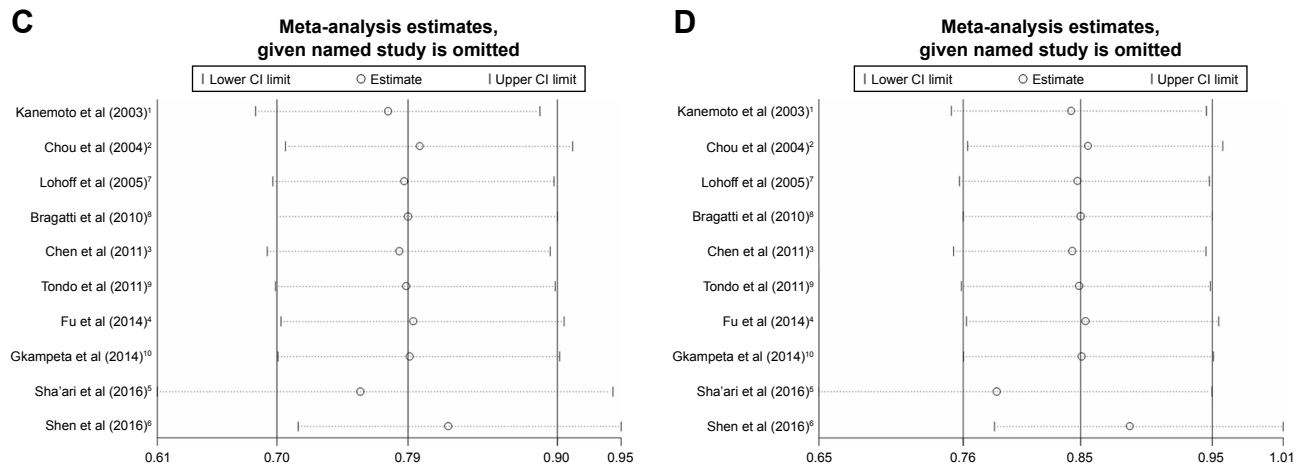 C
Meta-analysis estimates,
given named study is omitted
| Lower CI limit ○ Estimate | Upper CI limit
Kanemoto et al (2003)¹
Chou et al (2004)²
Lohoff et al (2005)⁷
Bragatti et al (2010)⁸
Chen et al (2011)³
Tondo et al (2011)⁹
Fu et al (2014)⁴
Gkampeta et al (2014)¹⁰
Sha'ari et al (2016)⁵
Shen et al (2016)⁶
0.61 0.70 0.79 0.90 0.95
D
Meta-analysis estimates,
given named study is omitted
| Lower CI limit ○ Estimate | Upper CI limit
Kanemoto et al (2003)¹
Chou et al (2004)²
Lohoff et al (2005)⁷
Bragatti et al (2010)⁸
Chen et al (2011)³
Tondo et al (2011)⁹
Fu et al (2014)⁴
Gkampeta et al (2014)¹⁰
Sha'ari et al (2016)⁵
Shen et al (2016)⁶
0.65 0.76 0.85 0.95 1.01